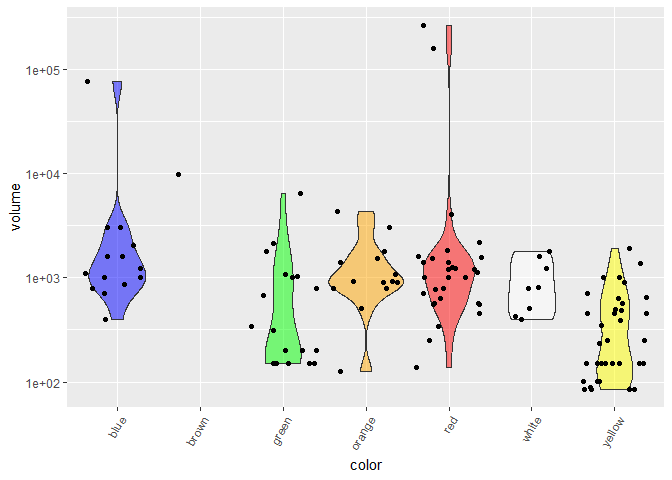 1e+05
1e+04
1e+03
1e+02
volume
blue
brown
green
orange
red
white
yellow
color